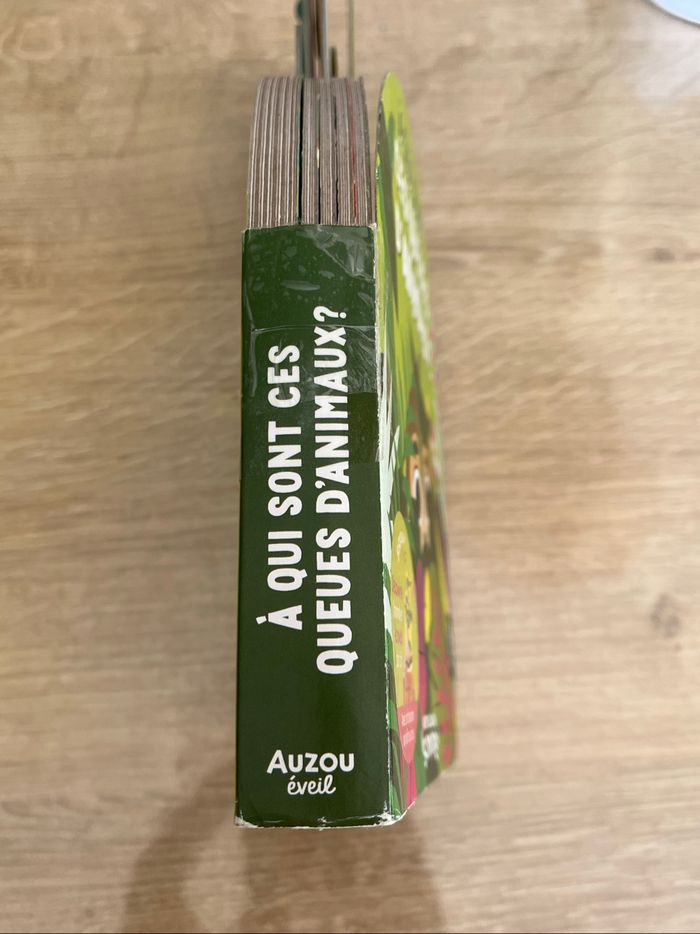 À QUI SONT CES
QUEUES D'ANIMAUX?
AUZOU
éveil